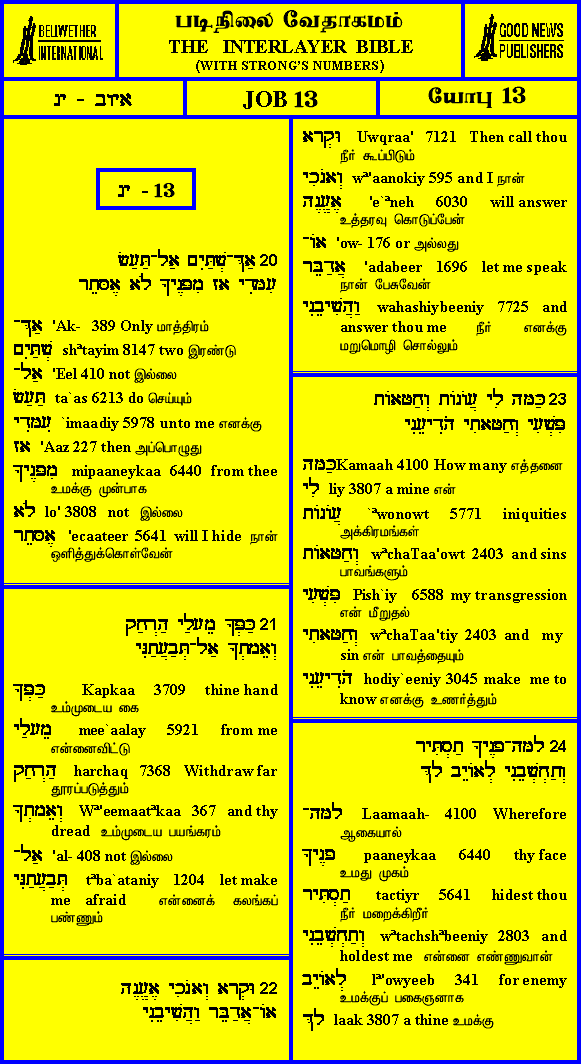 BELLWETHER
INTERNATIONAL
படிநிலை வேதாகமம்
THE INTERLAYER BIBLE
(WITH STRONG'S NUMBERS)
GOOD NEWS
PUBLISHERS
איוב - יג
JOB 13
யோபு 13
יג - 13
20 אַךְ־שְׁתַּיִם אַל־תַּעַשׂ
עִמָּדִי אָז מִפָּנֶיךָ לֹא אֶסָּתֵר
אַךְ־ 'Ak- 389 Only மாத்திரம்
שְׁתַּיִם shªtayim 8147 two இரண்டு
אַל־ 'Eel 410 not இல்லை
תַּעַשׂ ta`as 6213 do செய்யும்
עִמָּדִי `imaadiy 5978 unto me எனக்கு
אָז 'Aaz 227 then அப்பொழுது
מִפָּנֶיךָ mipaaneykaa 6440 from thee
உமக்கு முன்பாக
לֹא lo' 3808 not இல்லை
אֶסָּתֵר 'ecaateer 5641 will I hide நான்
ஒளித்துக்கொள்வேன்
21 כַּפְּךָ מֵעָלַי הַרְחַק
וְאֵמָתְךָ אַל־תְּבַעֲתַנִּי
כַּפְּךָ Kapkaa 3709 thine hand
உம்முடைய கை
מֵעָלַי mee`aalay 5921 from me
என்னைவிட்டு
הַרְחַק harchaq 7368 Withdraw far
தூரப்படுத்தும்
וְאֵמָתְךָ Wª'eemaatªkaa 367 and thy
dread உம்முடைய பயங்கரம்
אַל־ 'al- 408 not இல்லை
תְּבַעֲתַנִּי tªba`ataniy 1204 let make
me afraid என்னைக் கலங்கப்
பண்ணும்
22 וּקְרָא וְאָנֹכִי אֶעֱנֶה
אוֹ־אֲדַבֵּר וַהֲשִׁיבֵנִי
וּקְרָא Uwqraa' 7121 Then call thou
நீர் கூப்பிடும்
וְאָנֹכִי wª'aanokiy 595 and I நான்
אֶעֱנֶה 'e`ªneh 6030 will answer
உத்தரவு கொடுப்பேன்
אוֹ־ 'ow- 176 or அல்லது
אֲדַבֵּר 'adabeer 1696 let me speak
நான் பேசுவேன்
וַהֲשִׁיבֵנִי wahashiybeeniy 7725 and
answer thou me நீர் எனக்கு
மறுமொழி சொல்லும்
23 כַּמָּה לִי עֲוֹנוֹת וְחַטָּאוֹת
פִּשְׁעִי וְחַטָּאתִי הֹדִיעֵנִי
כַּמָּה Kamaah 4100 How many எத்தனை
לִי liy 3807 a mine என்
עֲוֹנוֹת `ªwonowt 5771 iniquities
அக்கிரமங்கள்
וְחַטָּאוֹת wªchaTaa'owt 2403 and sins
பாவங்களும்
פִּשְׁעִי Pish`iy 6588 my transgression
என் மீறுதல்
וְחַטָּאתִי wªchaTaa'tiy 2403 and my
sin என் பாவத்தையும்
הֹדִיעֵנִי hodiy`eeniy 3045 make me to
know எனக்கு உணர்த்தும்
24 לָמָּה־פָנֶיךָ תַסְתִּיר
וְתַחְשְׁבֵנִי לְאוֹיֵב לָךְ
לָמָּה־ Laamaah- 4100 Wherefore
ஆகையால்
פָנֶיךָ paaneykaa 6440 thy face
உமது முகம்
תַסְתִּיר tactiyr 5641 hidest thou
நீர் மறைக்கிறீர்
וְתַחְשְׁבֵנִי wªtachshªbeeniy 2803 and
holdest me என்னை எண்ணுவான்
לְאוֹיֵב lª'owyeeb 341 for enemy
உமக்குப் பகைஞனாக
לָךְ laak 3807 a thine உமக்கு